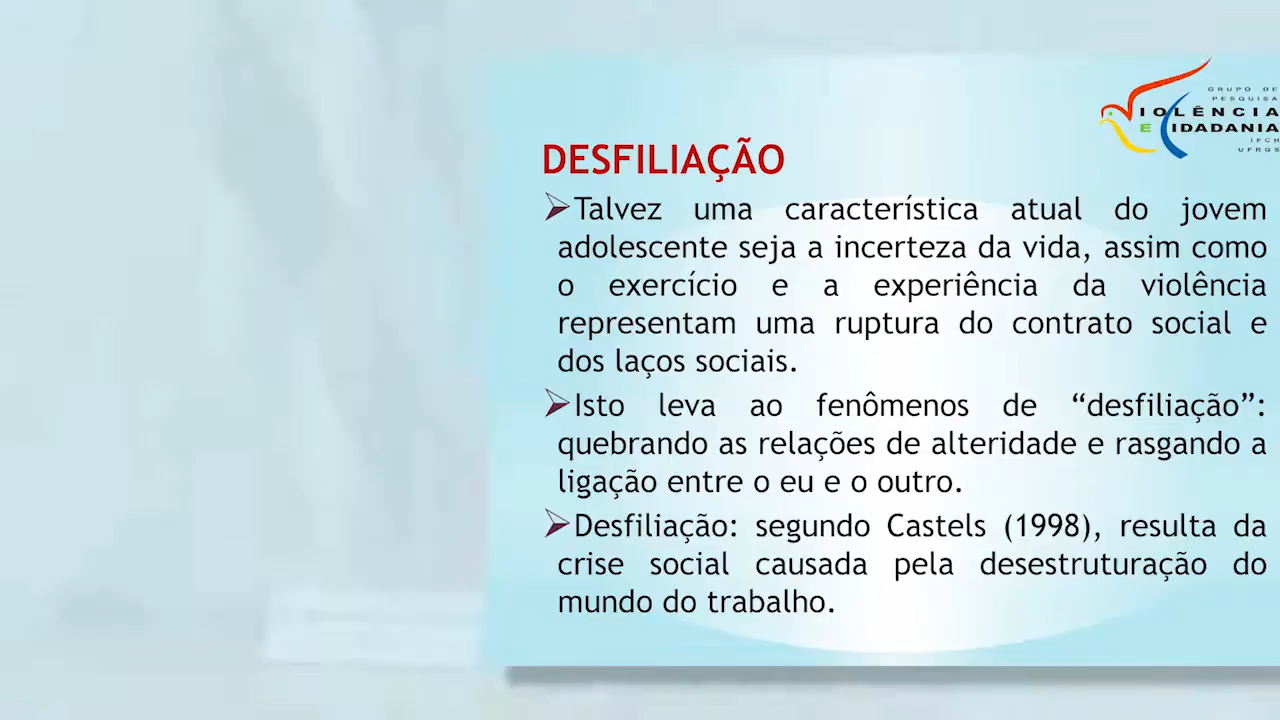 GRUPO DE
PESQUISA
VIOLÊNCIA
E CIDADANIA
IFCH
UFRGS
DESFILIAÇÃO
Talvez uma característica atual do jovem
adolescente seja a incerteza da vida, assim como
o exercício e a experiência da violência
representam uma ruptura do contrato social e
dos laços sociais.
Isto leva ao fenômenos de “desfiliação”:
quebrando as relações de alteridade e rasgando a
ligação entre o eu e o outro.
Desfiliação: segundo Castels (1998), resulta da
crise social causada pela desestruturação do
mundo do trabalho.